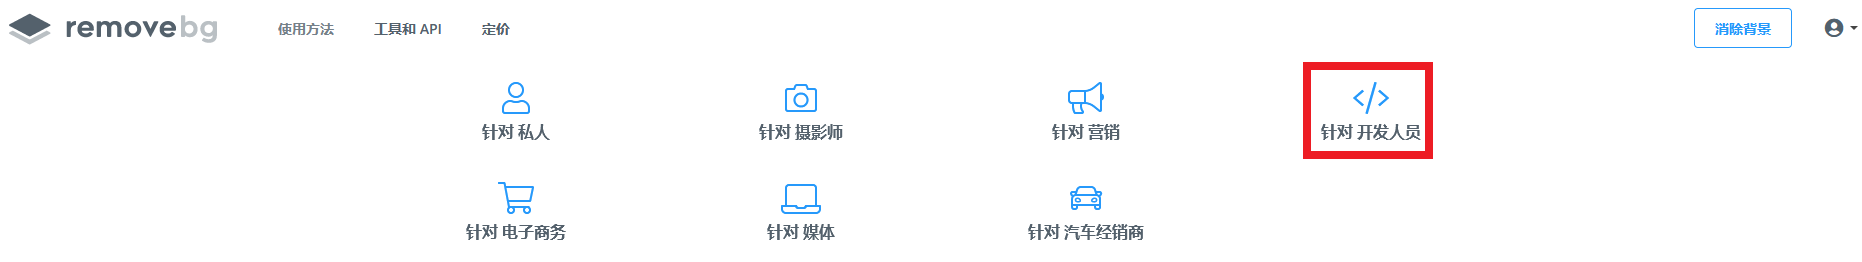 removebg 使用方法 工具和 API 定价 消除背景
针对 私人 针对 摄影师 针对 营销 针对 开发人员
针对 电子商务 针对 媒体 针对 汽车经销商